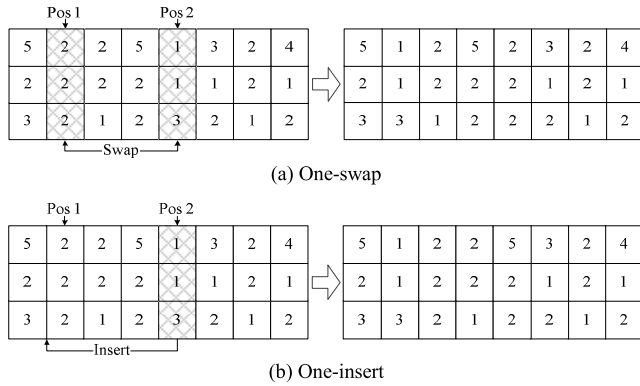 Pos 1 Pos 2
5 2 2 5 1 3 2 4 5 1 2 5 2 3 2 4
2 2 2 2 1 1 2 1 2 1 2 2 2 1 2 1
3 2 1 2 3 2 1 2 3 3 1 2 2 2 1 2
Swap
(a) One-swap
Pos 1 Pos 2
5 2 2 5 1 3 2 4 5 1 2 2 5 3 2 4
2 2 2 2 1 1 2 1 2 1 2 2 2 1 2 1
3 2 1 2 3 2 1 2 3 3 2 1 2 2 1 2
Insert
(b) One-insert